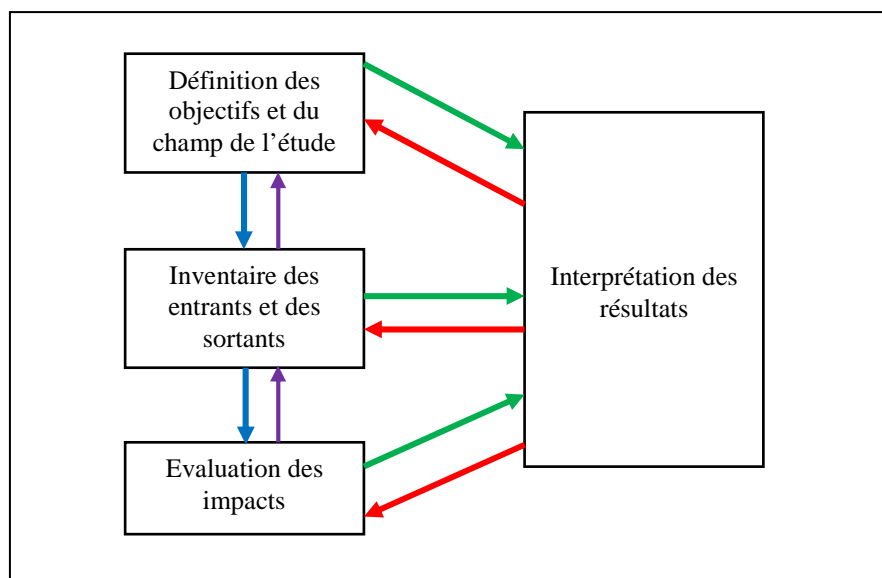 Définition des
objectifs et du
champ de l’étude
Inventaire des
entrants et des
sortants
Evaluation des
impacts
Interprétation des
résultats